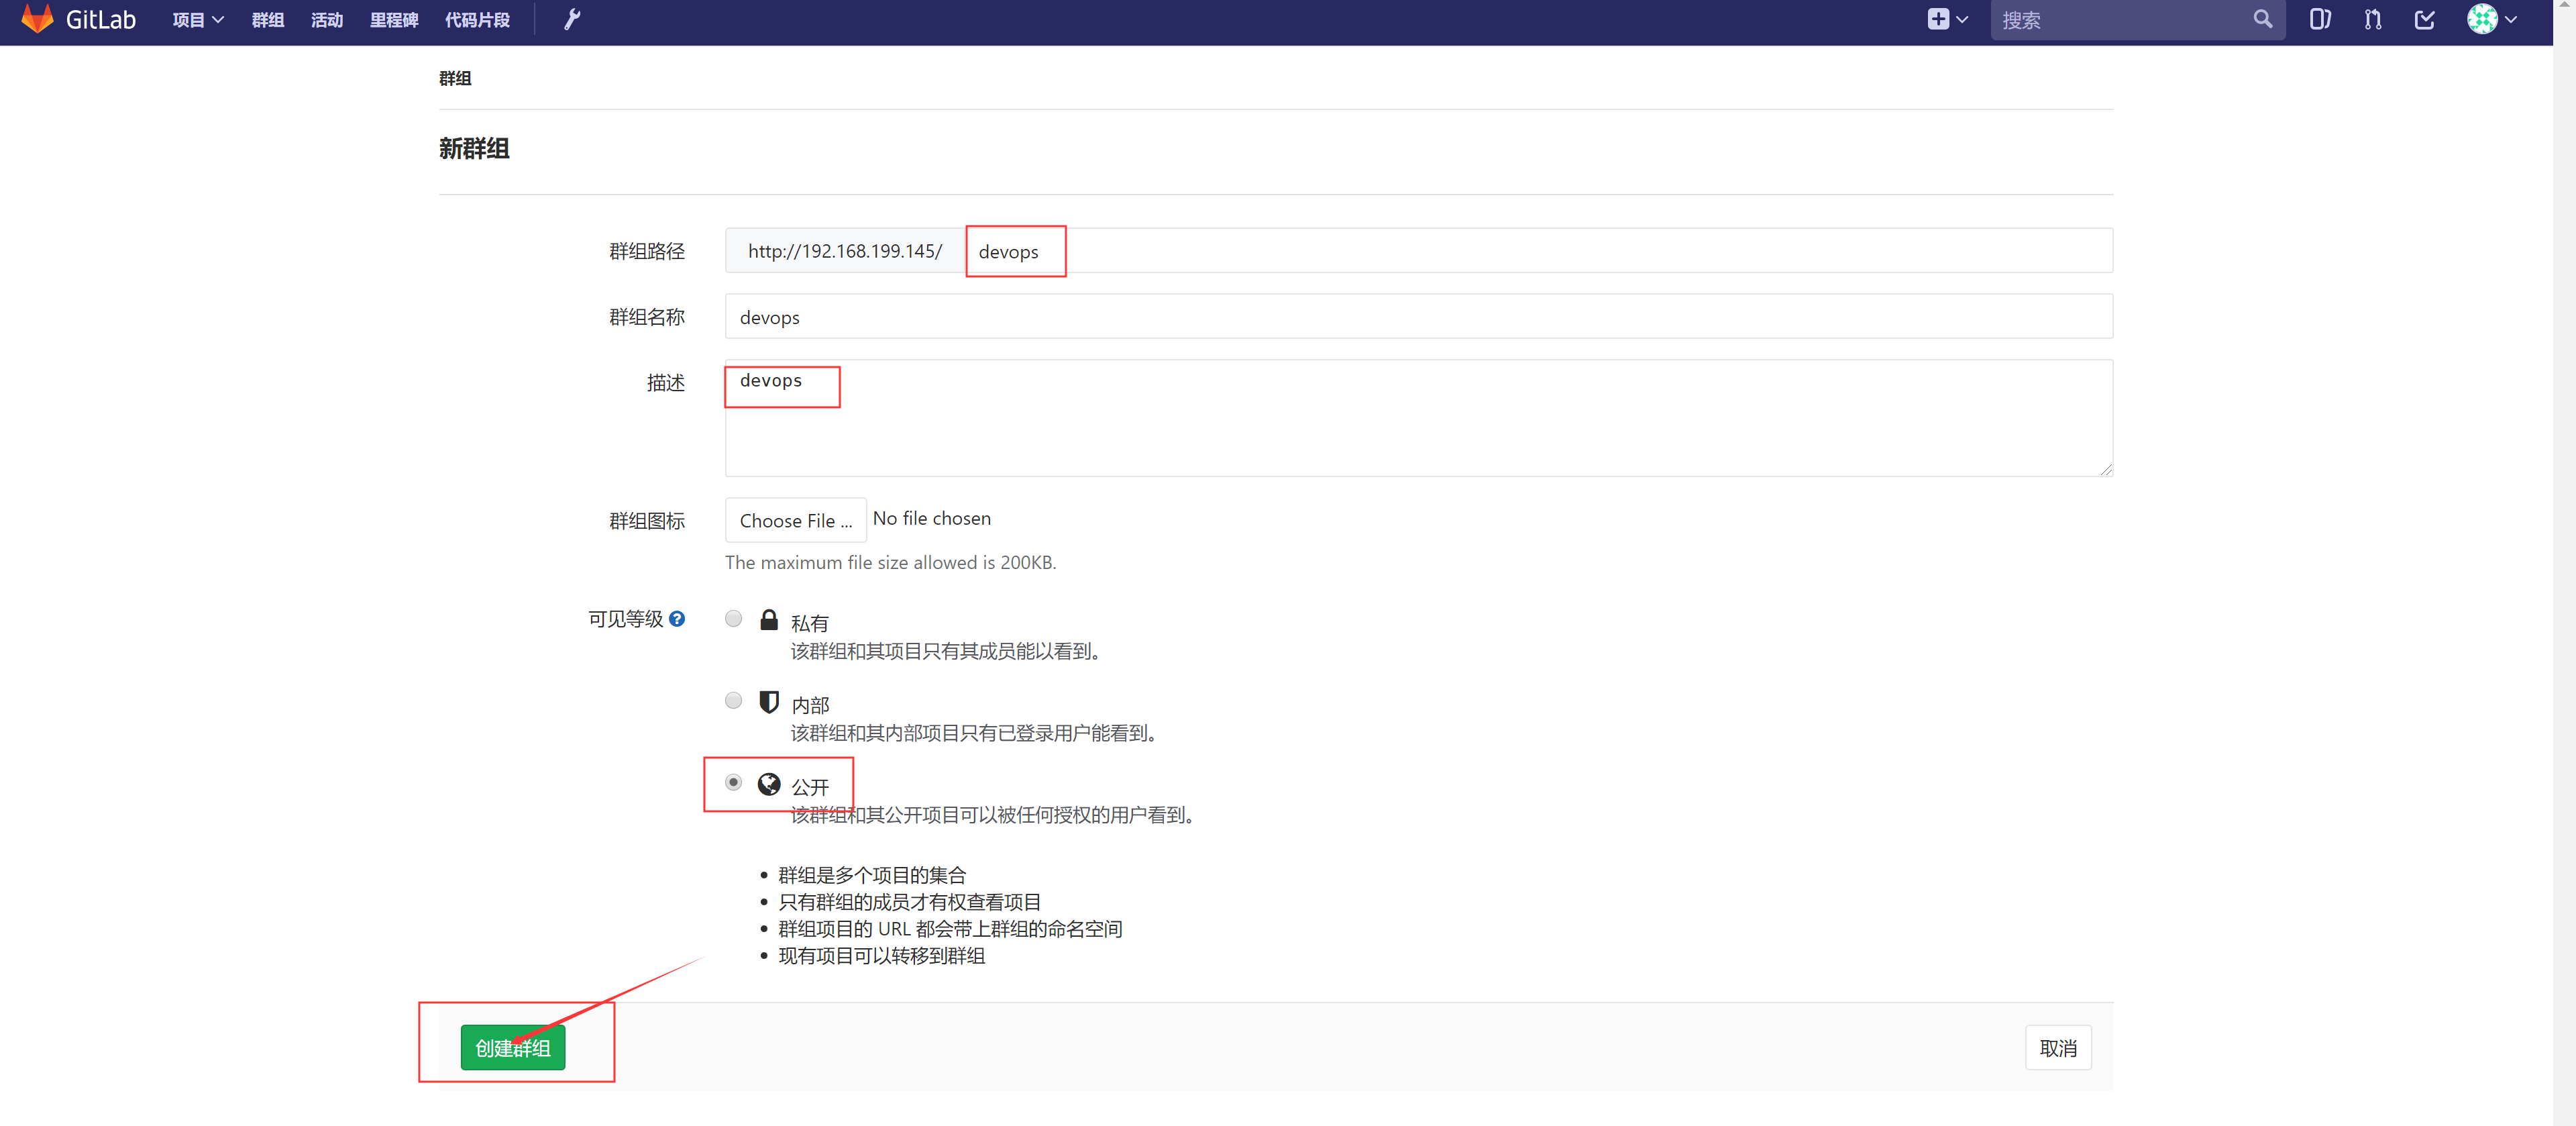 GitLab 项目 群组 活动 里程碑 代码片段 搜索
群组
新群组
群组路径 http://192.168.199.145/ devops
群组名称 devops
描述 devops
群组图标 Choose File ... No file chosen
The maximum file size allowed is 200KB.
可见等级 私有
该群组和其项目只有其成员能以看到。
内部
该群组和其内部项目只有已登录用户能看到。
公开
该群组和其公开项目可以被任何授权的用户看到。
群组是多个项目的集合
只有群组的成员才有权查看项目
群组项目的 URL 都会带上群组的命名空间
现有项目可以转移到群组
创建群组 取消